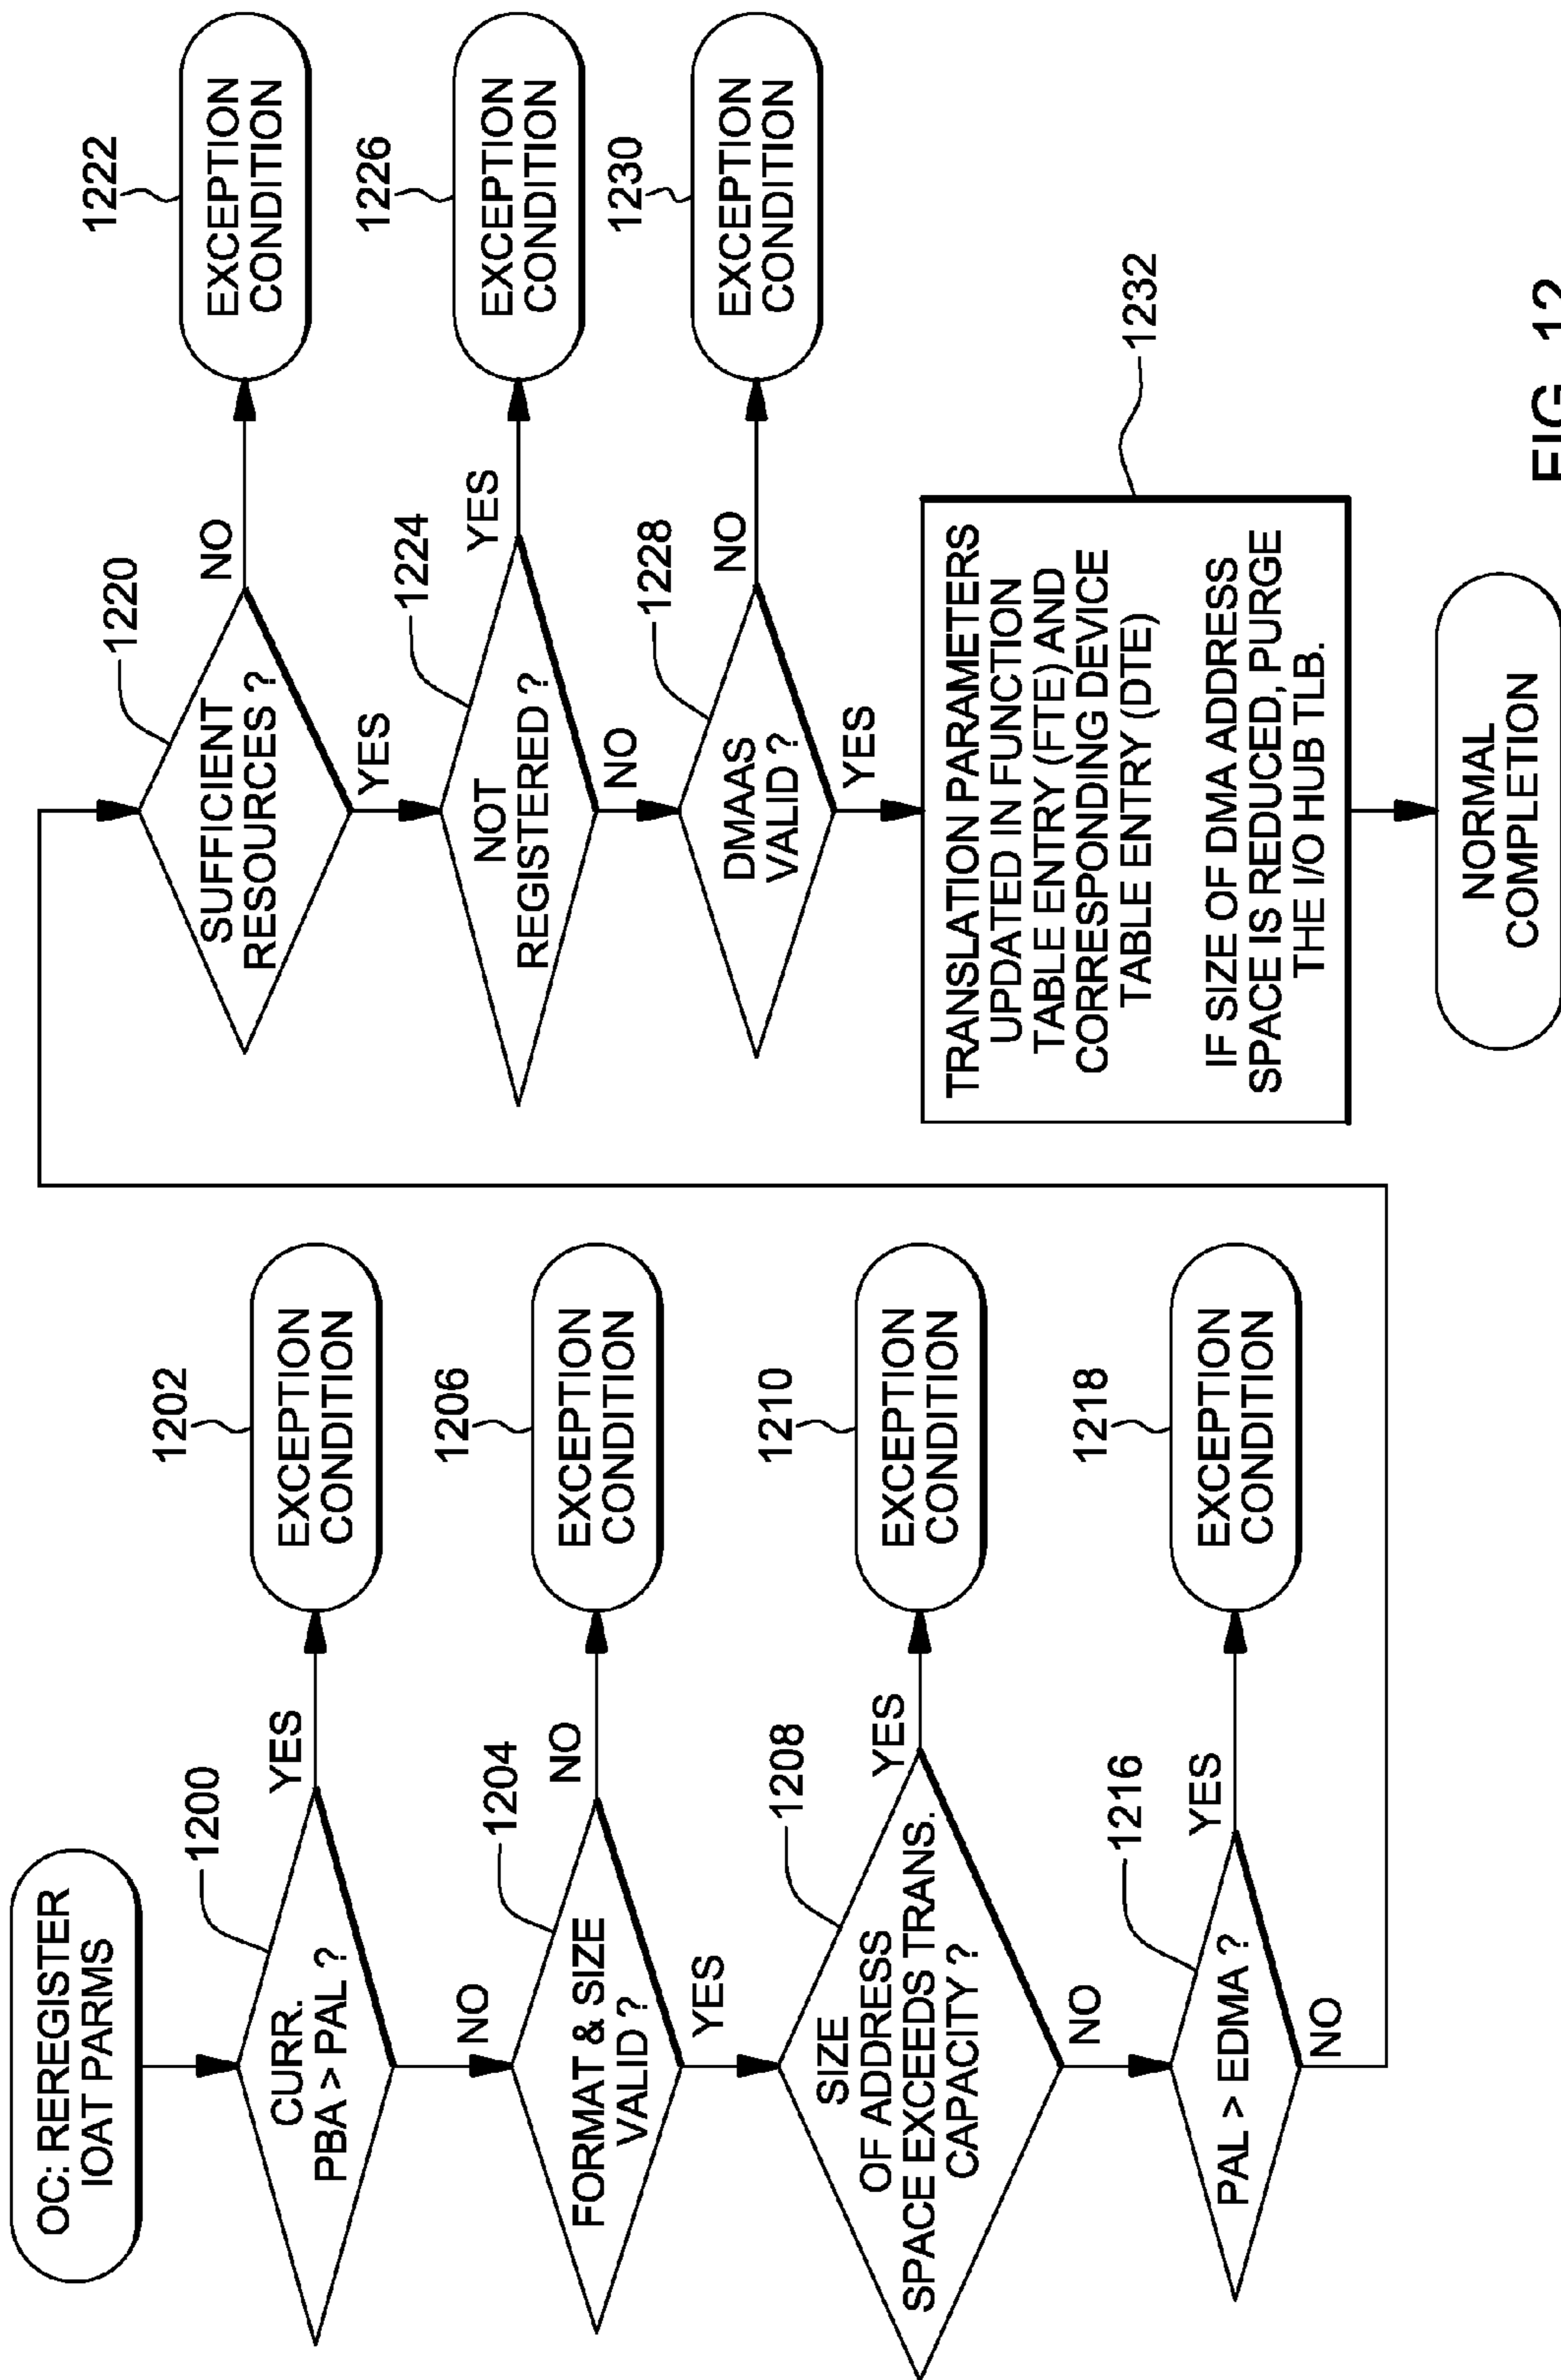 OC: REREGISTER
IOAT PARMS
1200
CURR.
PBA > PAL ?
YES
1202
EXCEPTION
CONDITION
NO
1204
FORMAT & SIZE
VALID ?
NO
1206
EXCEPTION
CONDITION
YES
1208
SIZE
OF ADDRESS
SPACE EXCEEDS TRANS.
CAPACITY ?
YES
1210
EXCEPTION
CONDITION
NO
1216
PAL > EDMA ?
YES
1218
EXCEPTION
CONDITION
NO
1220
SUFFICIENT
RESOURCES ?
NO
1222
EXCEPTION
CONDITION
YES
1224
NOT
REGISTERED ?
YES
1226
EXCEPTION
CONDITION
NO
1228
DMAAS
VALID ?
NO
1230
EXCEPTION
CONDITION
YES
1232
TRANSLATION PARAMETERS
UPDATED IN FUNCTION
TABLE ENTRY (FTE) AND
CORRESPONDING DEVICE
TABLE ENTRY (DTE)
IF SIZE OF DMA ADDRESS
SPACE IS REDUCED, PURGE
THE I/O HUB TLB.
NORMAL
COMPLETION
FIG. 12